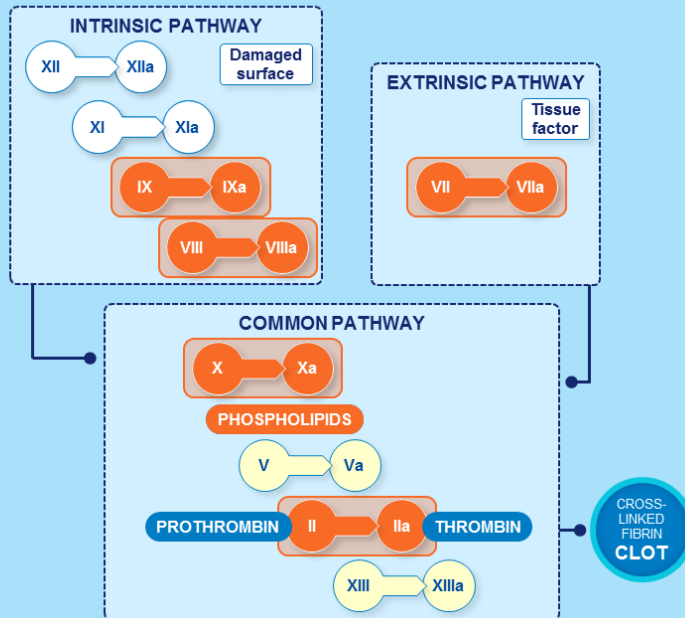 INTRINSIC PATHWAY
Damaged
surface
XII XIIa
XI XIa
IX IXa
VIII VIIIa
EXTRINSIC PATHWAY
Tissue
factor
VII VIIa
COMMON PATHWAY
X Xa
PHOSPHOLIPIDS
V Va
PROTHROMBIN II IIa THROMBIN
XIII XIIIa
CROSS-
LINKED
FIBRIN
CLOT